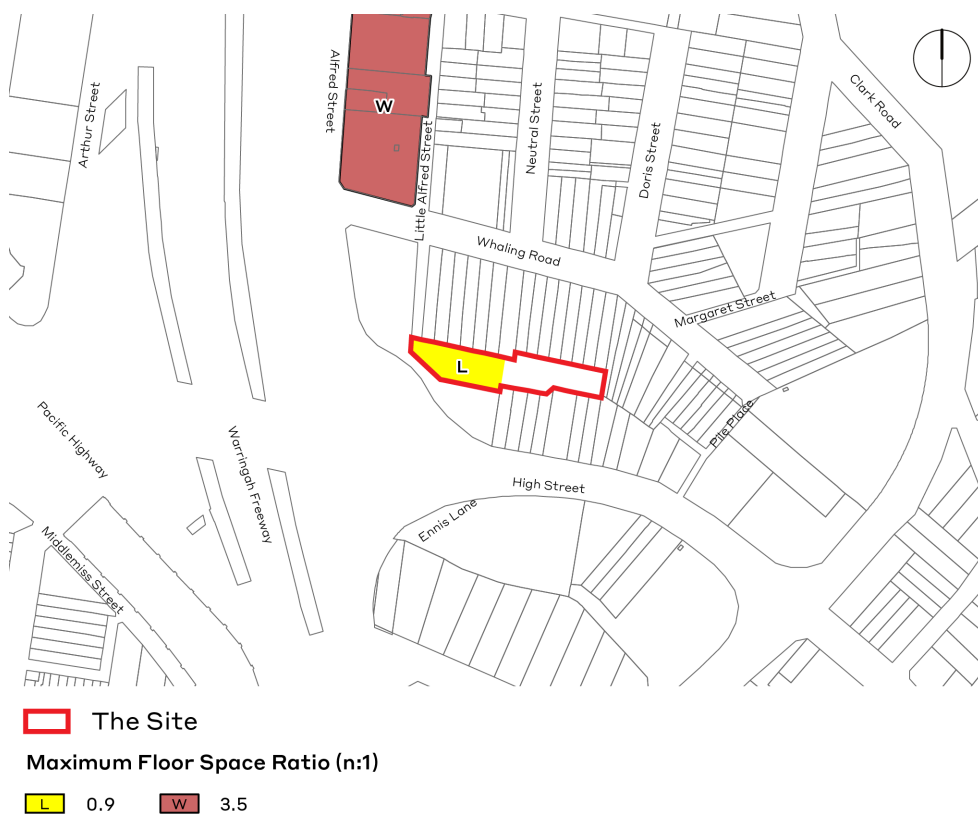 Alfred Street
W
Arthur Street
Little Alfred Street
Neutral Street
Doris Street
Clark Road
Whaling Road
Margaret Street
L
Pile Place
Pacific Highway
Warringah Freeway
High Street
Ennis Lane
Middlemiss Street
The Site
Maximum Floor Space Ratio (n:1)
L 0.9 W 3.5